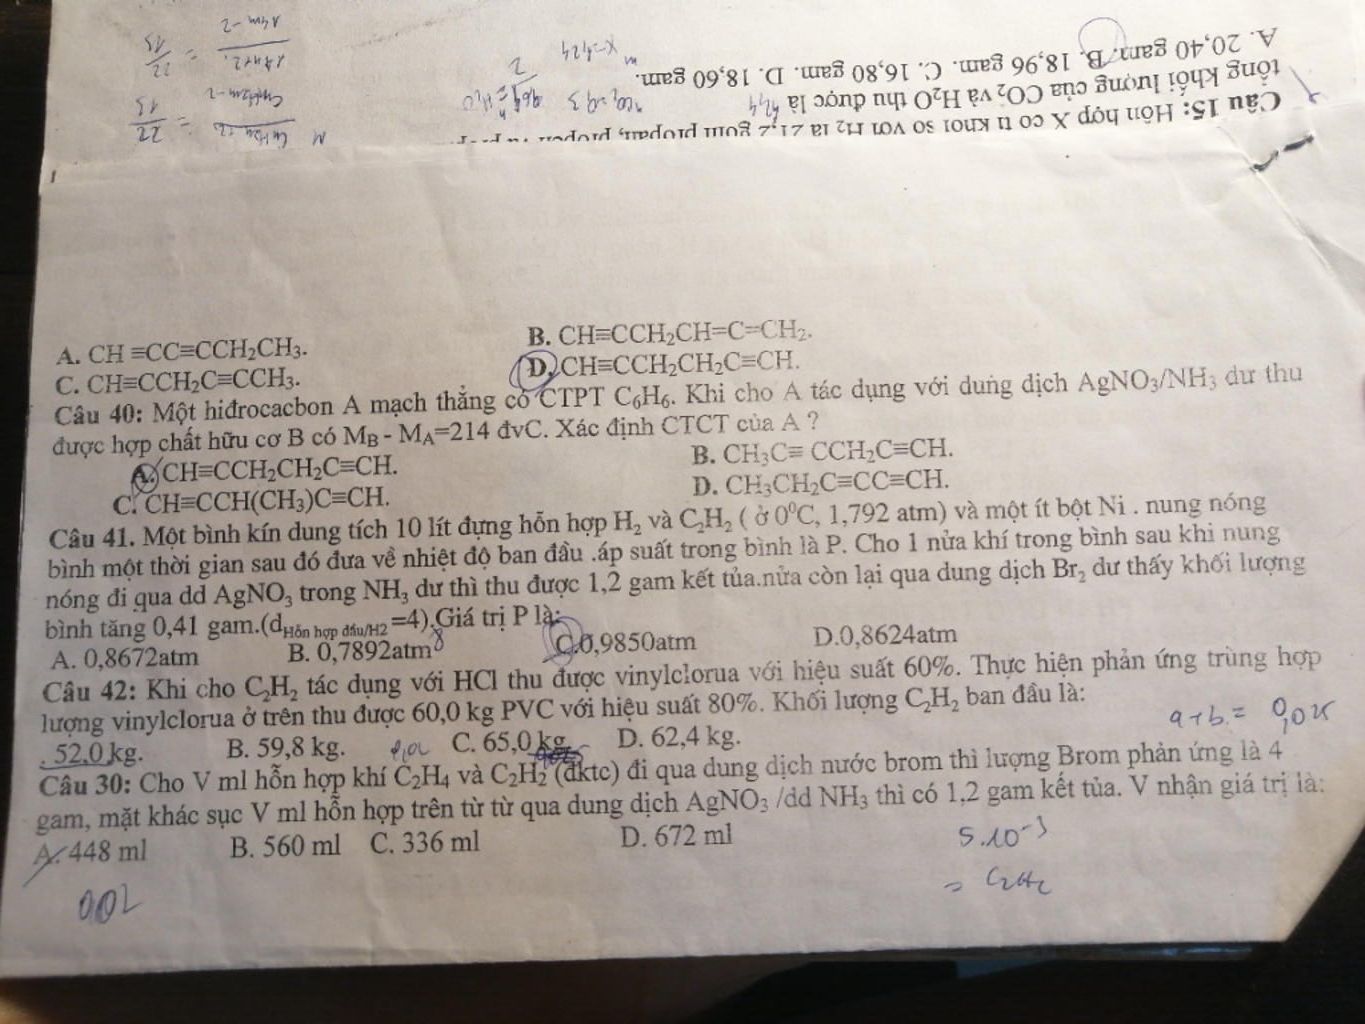 A. 20,40 gam. B. 18,96 gam. C. 16,80 gam. D. 18,60 gam.
tổng khối lượng của CO₂ và H₂O thu được là
Câu 15: Hỗn hợp X có tỉ khối so với H₂ là 21,2 gồm propan, propen
A. CH ≡CC≡CCH₂CH₃.
B. CH≡CCH₂CH=C=CH₂.
C. CH≡CCH₂C≡CCH₃.
D. CH≡CCH₂CH₂C≡CH.
Câu 40: Một hiđrocacbon A mạch thẳng có CTPT C₆H₆. Khi cho A tác dụng với dung dịch AgNO₃/NH₃ dư thu
được hợp chất hữu cơ B có M_B - M_A=214 đvC. Xác định CTCT của A ?
A. CH≡CCH₂CH₂C≡CH.
B. CH₃C≡ CCH₂C≡CH.
C. CH≡CCH(CH₃)C≡CH.
D. CH₃CH₂C≡CC≡CH.
Câu 41. Một bình kín dung tích 10 lít đựng hỗn hợp H₂ và C₂H₂ ( ở 0⁰C, 1,792 atm) và một ít bột Ni . nung nóng
bình một thời gian sau đó đưa về nhiệt độ ban đầu .áp suất trong bình là P. Cho 1 nửa khí trong bình sau khi nung
nóng đi qua dd AgNO₃ trong NH₃ dư thì thu được 1,2 gam kết tủa.nửa còn lại qua dung dịch Br₂ dư thấy khối lượng
bình tăng 0,41 gam.(d_Hỗn hợp đầu/H2 =4).Giá trị P là:
A. 0,8672atm B. 0,7892atm C.0,9850atm D.0,8624atm
8
Câu 42: Khi cho C₂H₂ tác dụng với HCl thu được vinylclorua với hiệu suất 60%. Thực hiện phản ứng trùng hợp
lượng vinylclorua ở trên thu được 60,0 kg PVC với hiệu suất 80%. Khối lượng C₂H₂ ban đầu là:
. 52,0 kg. B. 59,8 kg. C. 65,0 kg D. 62,4 kg.
a+b = 0,025
Câu 30: Cho V ml hỗn hợp khí C₂H₄ và C₂H₂ (đktc) đi qua dung dịch nước brom thì lượng Brom phản ứng là 4
gam, mặt khác sục V ml hỗn hợp trên từ từ qua dung dịch AgNO₃ /dd NH₃ thì có 1,2 gam kết tủa. V nhận giá trị là:
A. 448 ml B. 560 ml C. 336 ml D. 672 ml
5.10⁻³
= C₂H₂
0,02